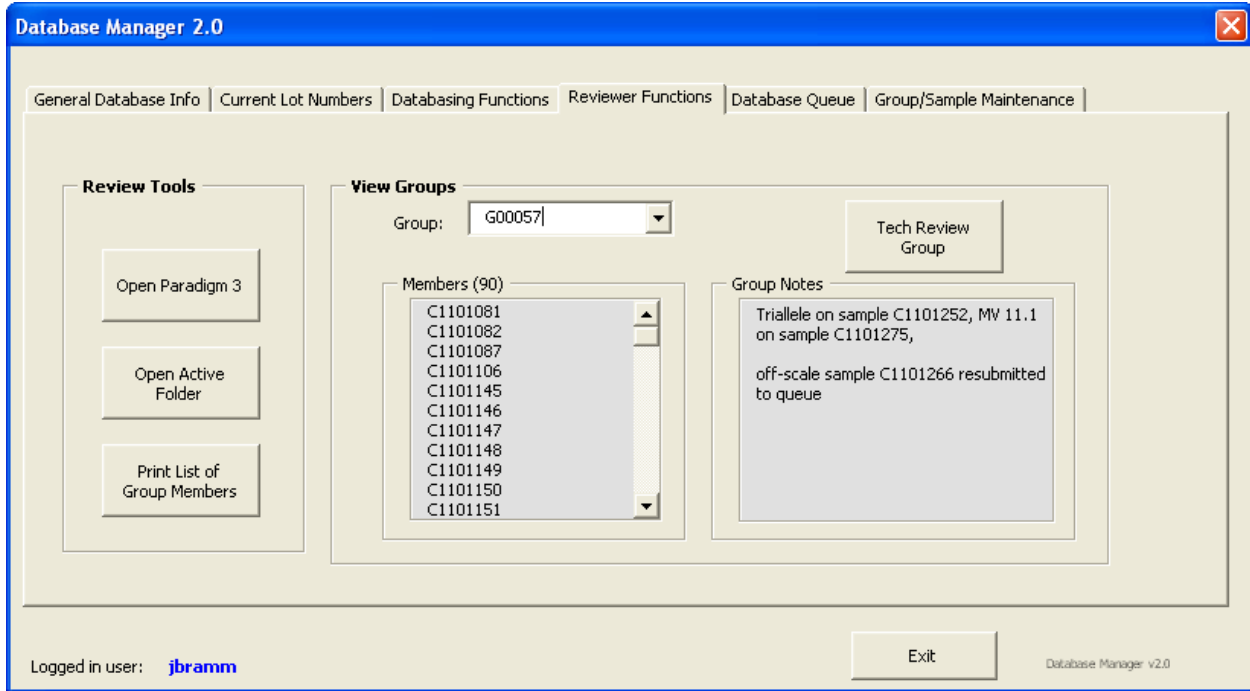 Database Manager 2.0
General Database Info
Current Lot Numbers
Databasing Functions
Reviewer Functions
Database Queue
Group/Sample Maintenance
Review Tools
Open Paradigm 3
Open Active
Folder
Print List of
Group Members
View Groups
Group: G00057
Tech Review
Group
Members (90)
C1101081
C1101082
C1101087
C1101106
C1101145
C1101146
C1101147
C1101148
C1101149
C1101150
C1101151
Group Notes
Triallele on sample C1101252, MV 11.1
on sample C1101275,
off-scale sample C1101266 resubmitted
to queue
Logged in user: jbramm
Exit
Database Manager v2.0